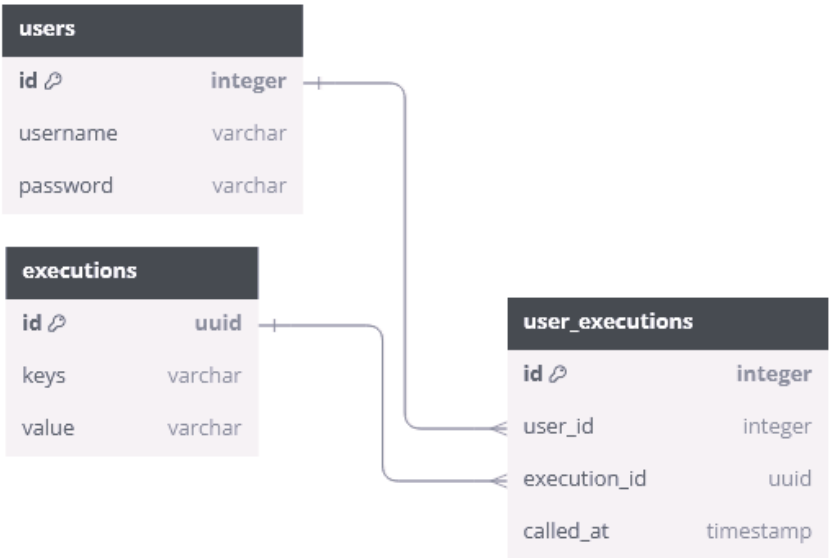 users
id integer
username varchar
password varchar
executions
id uuid
keys varchar
value varchar
user_executions
id integer
user_id integer
execution_id uuid
called_at timestamp